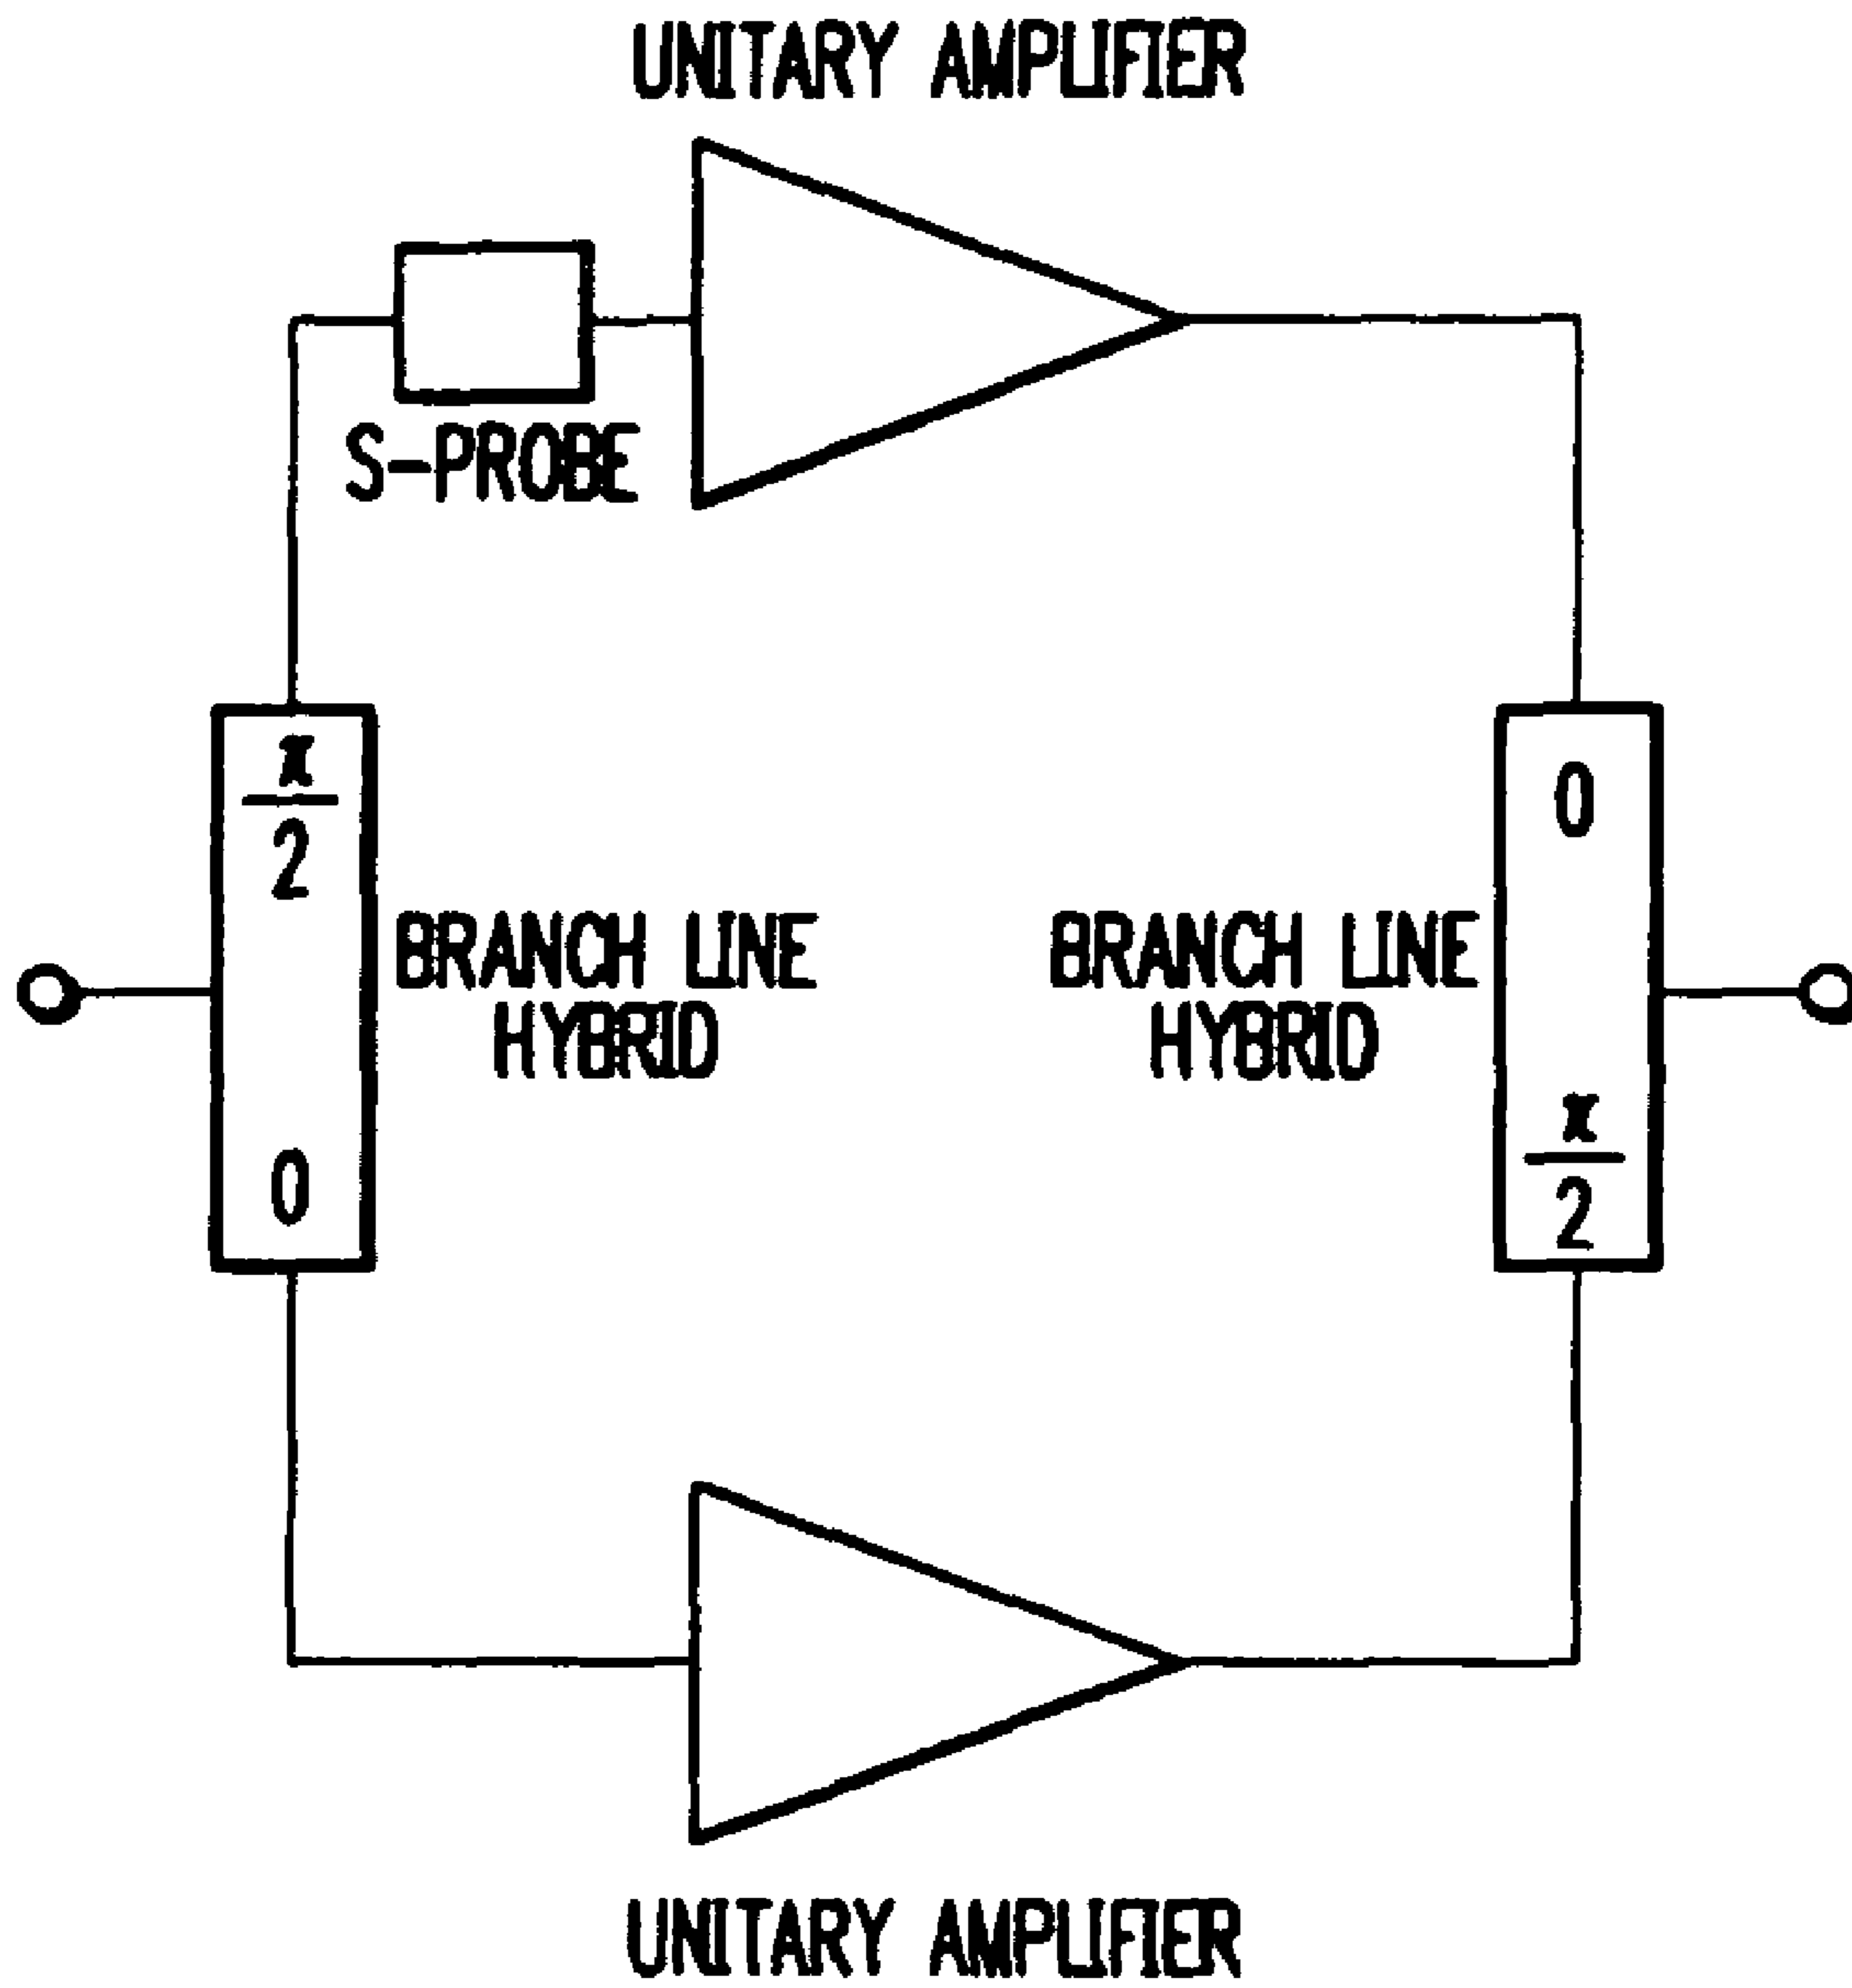 UNITARY AMPLIFIER
S-PROBE
π
2
0
BRANCH LINE
HYBRID
BRANCH LINE
HYBRID
0
π
2
UNITARY AMPLIFIER